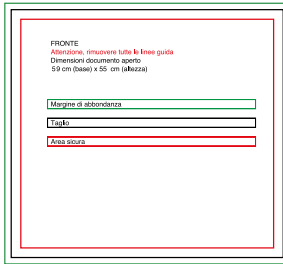 FRONTE
Attenzione, rimuovere tutte le linee guida
Dimensioni documento aperto
59 cm (base) x 55 cm (altezza)
Margine di abbondanza
Taglio
Area sicura